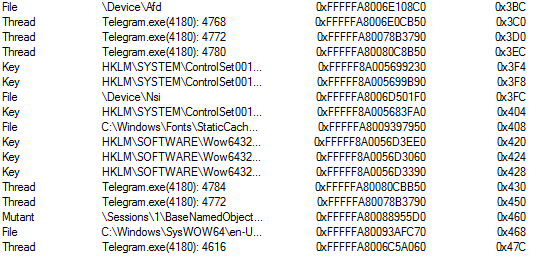 File \Device\Afd 0xFFFFFA8006E108C0 0x3BC
Thread Telegram.exe(4180): 4768 0xFFFFFA8006E0CB50 0x3C0
Thread Telegram.exe(4180): 4772 0xFFFFFA80078B3790 0x3D0
Thread Telegram.exe(4180): 4780 0xFFFFFA80080C8B50 0x3EC
Key HKLM\SYSTEM\ControlSet001... 0xFFFFF8A005699230 0x3F4
Key HKLM\SYSTEM\ControlSet001... 0xFFFFF8A005699B90 0x3F8
File \Device\Nsi 0xFFFFFA8006D501F0 0x3FC
Key HKLM\SYSTEM\ControlSet001... 0xFFFFF8A005683FA0 0x404
File C:\Windows\Fonts\StaticCach... 0xFFFFFA8009397950 0x408
Key HKLM\SOFTWARE\Wow6432... 0xFFFFF8A0056D3EE0 0x420
Key HKLM\SOFTWARE\Wow6432... 0xFFFFF8A0056D3060 0x424
Key HKLM\SOFTWARE\Wow6432... 0xFFFFF8A0056D3390 0x428
Thread Telegram.exe(4180): 4784 0xFFFFFA80080CBB50 0x430
Thread Telegram.exe(4180): 4772 0xFFFFFA80078B3790 0x450
Mutant \Sessions\1\BaseNamedObject... 0xFFFFFA80088955D0 0x460
File C:\Windows\SysWOW64\en-U... 0xFFFFFA80093AFC70 0x468
Thread Telegram.exe(4180): 4616 0xFFFFFA8006C5A060 0x47C